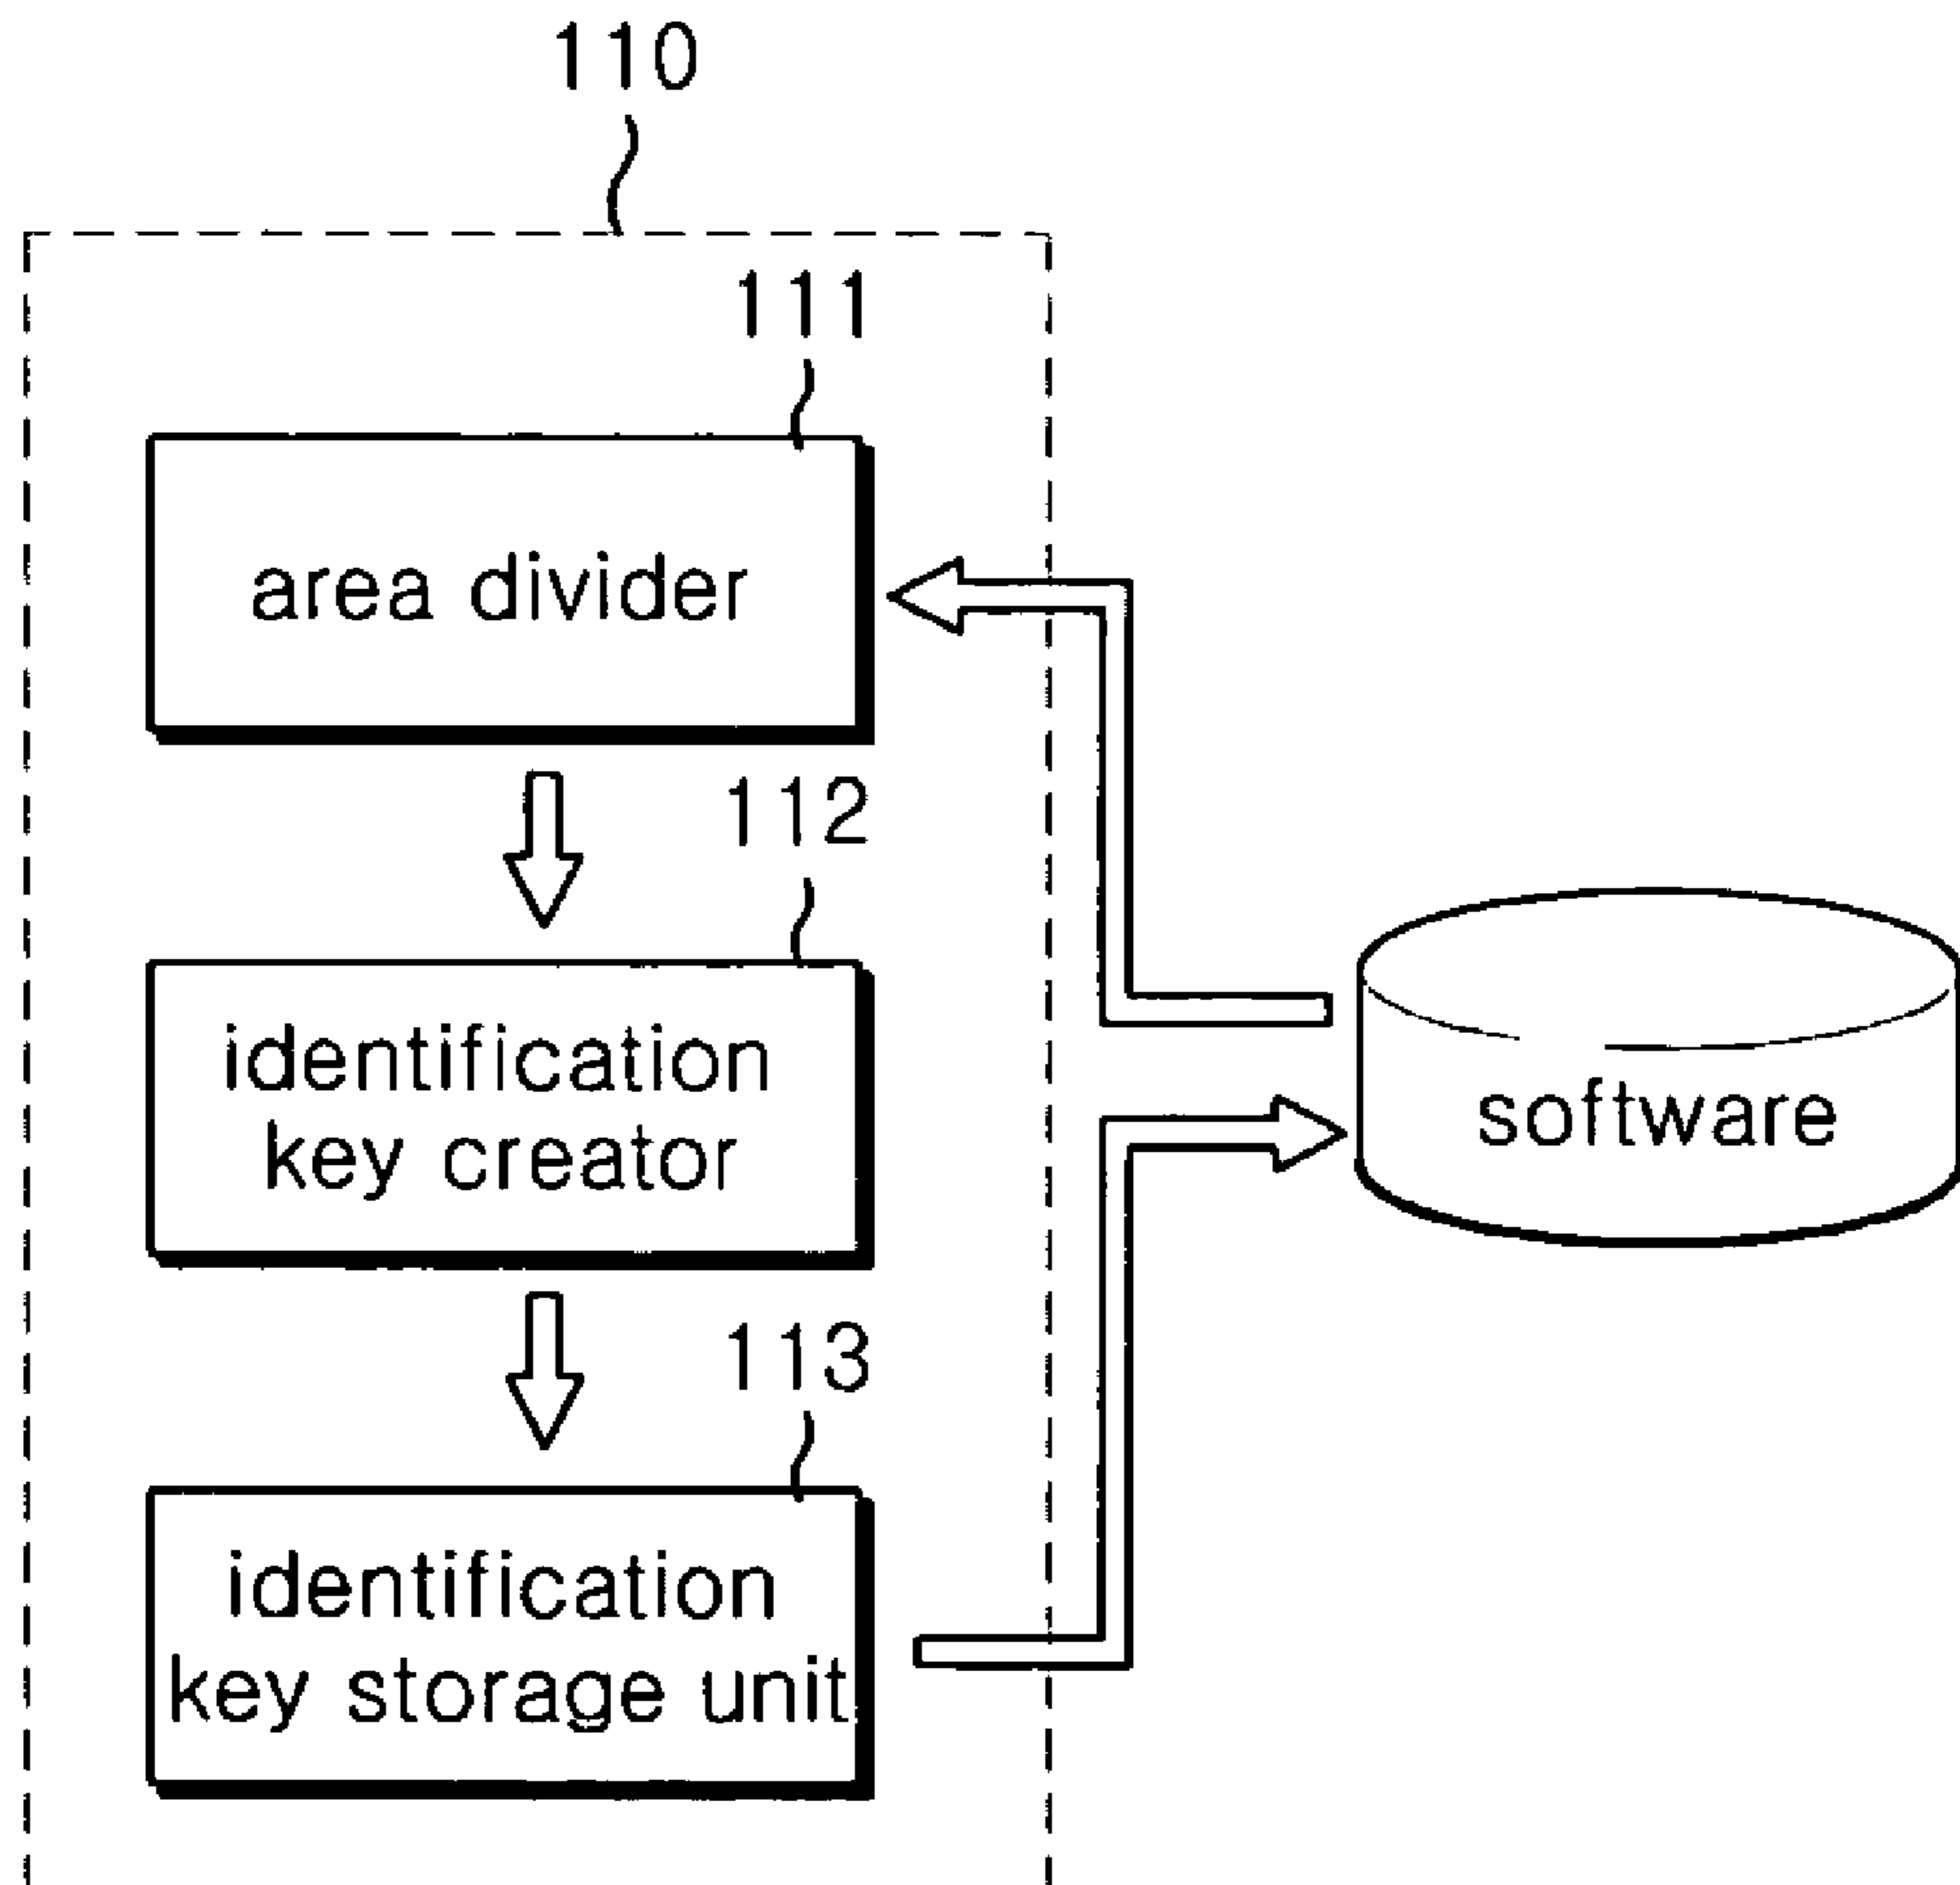 110
111
area divider
112
identification
key creator
software
113
identification
key storage unit